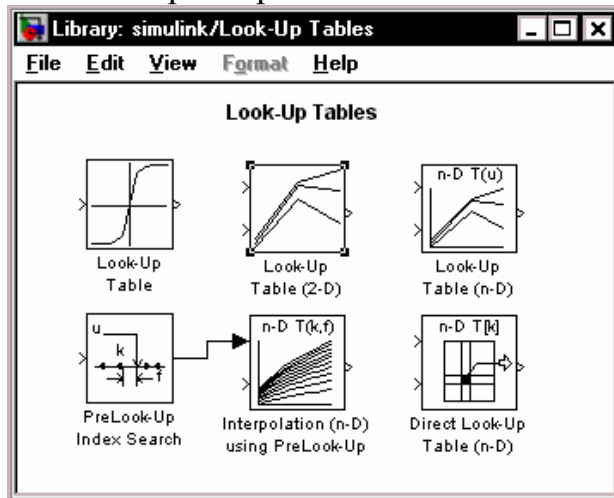 Library: simulink/Look-Up Tables
File Edit View Format Help
Look-Up Tables
n-D T(u)
Look-Up
Table
Look-Up
Table (2-D)
Look-Up
Table (n-D)
u
k
f
n-D T(k,f)
n-D T[k]
PreLook-Up
Index Search
Interpolation (n-D)
using PreLook-Up
Direct Look-Up
Table (n-D)